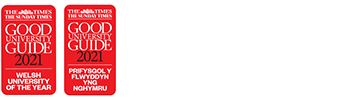 THE TIMES
THE SUNDAY TIMES
GOOD
UNIVERSITY
GUIDE
2021
WELSH
UNIVERSITY
OF THE YEAR
THE TIMES
THE SUNDAY TIMES
GOOD
UNIVERSITY
GUIDE
2021
PRIFYSGOL Y
FLWYDDYN
YNG
NGHYMRU